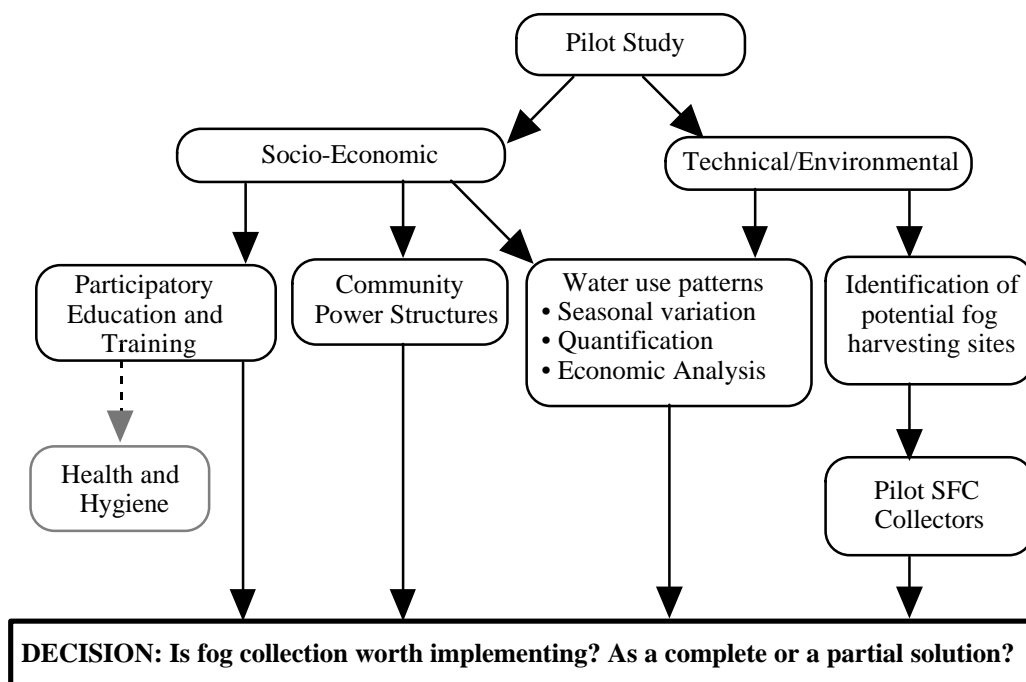 Pilot Study
Socio-Economic
Technical/Environmental
Participatory
Education and
Training
Community
Power Structures
Water use patterns
• Seasonal variation
• Quantification
• Economic Analysis
Identification of
potential fog
harvesting sites
Health and
Hygiene
Pilot SFC
Collectors
DECISION: Is fog collection worth implementing? As a complete or a partial solution?